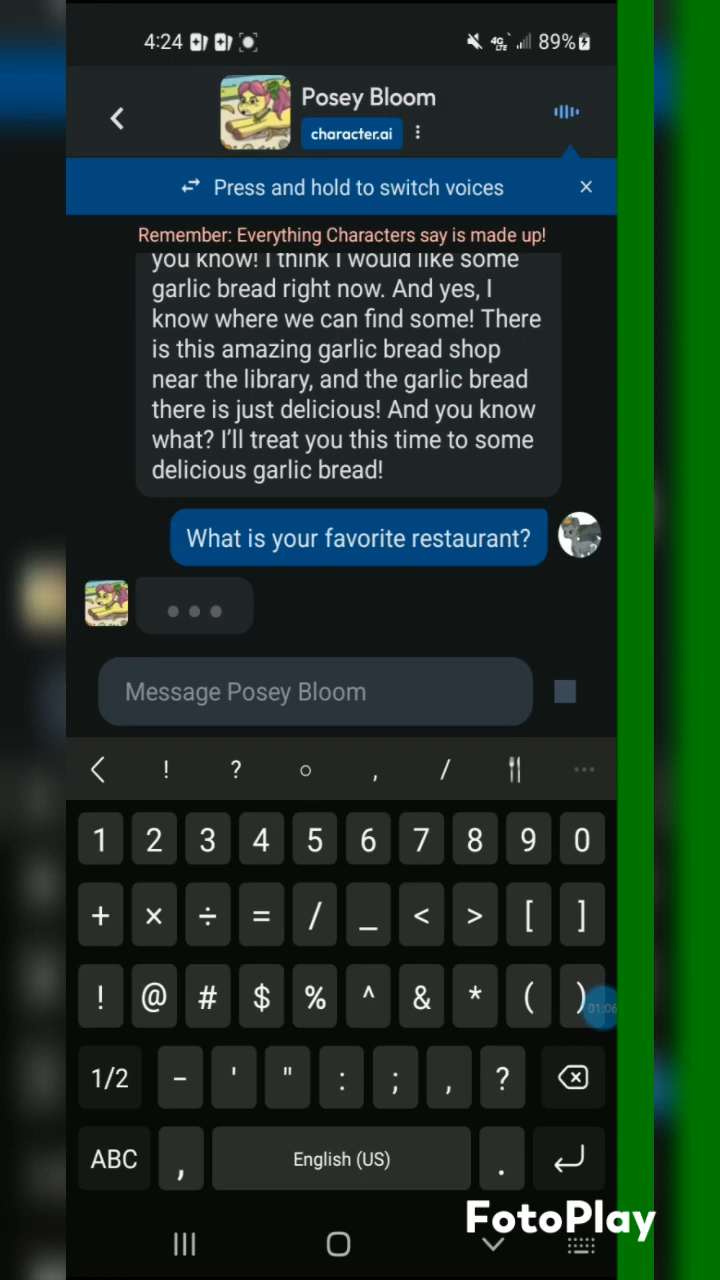 4:24 4G LTE 89%
Posey Bloom
character.ai
Press and hold to switch voices ×
Remember: Everything Characters say is made up!
you know! I think I would like some
garlic bread right now. And yes, I
know where we can find some! There
is this amazing garlic bread shop
near the library, and the garlic bread
there is just delicious! And you know
what? I'll treat you this time to some
delicious garlic bread!
What is your favorite restaurant?
Message Posey Bloom
! ? ○ , /
1 2 3 4 5 6 7 8 9 0
+ × ÷ = / _ < > [ ]
! @ # $ % ^ & * ( )
01:06
1/2 - ' " : ; , ?
ABC , English (US) .
FotoPlay